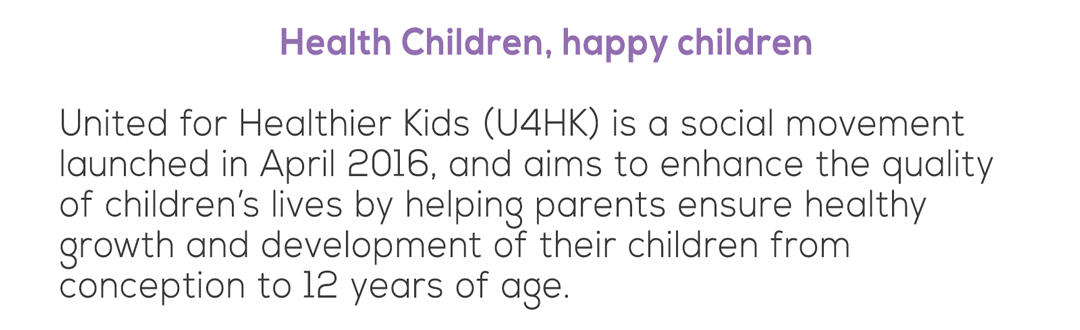 Health Children, happy children
United for Healthier Kids (U4HK) is a social movement
launched in April 2016, and aims to enhance the quality
of children's lives by helping parents ensure healthy
growth and development of their children from
conception to 12 years of age.